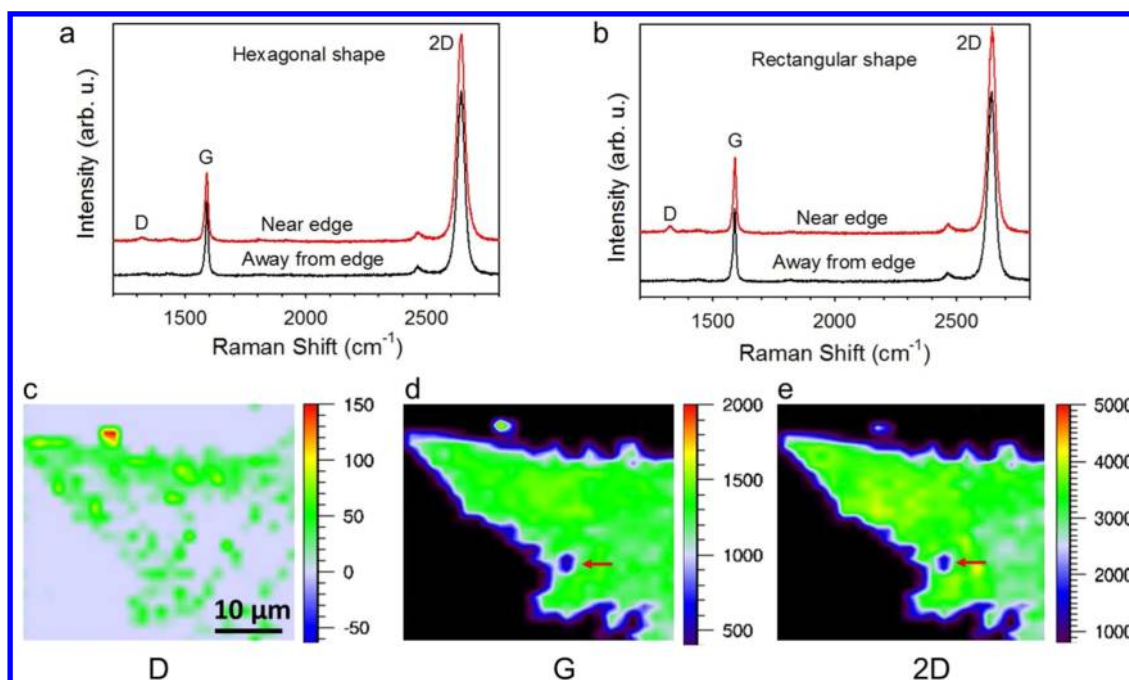 a
b
2D
2D
Hexagonal shape
Rectangular shape
Intensity (arb. u.)
Intensity (arb. u.)
G
G
D
D
Near edge
Near edge
Away from edge
Away from edge
1500 2000 2500
1500 2000 2500
Raman Shift (cm⁻¹)
Raman Shift (cm⁻¹)
c
d
e
150
100
50
0
-50
2000
1500
1000
500
5000
4000
3000
2000
1000
10 µm
D
G
2D